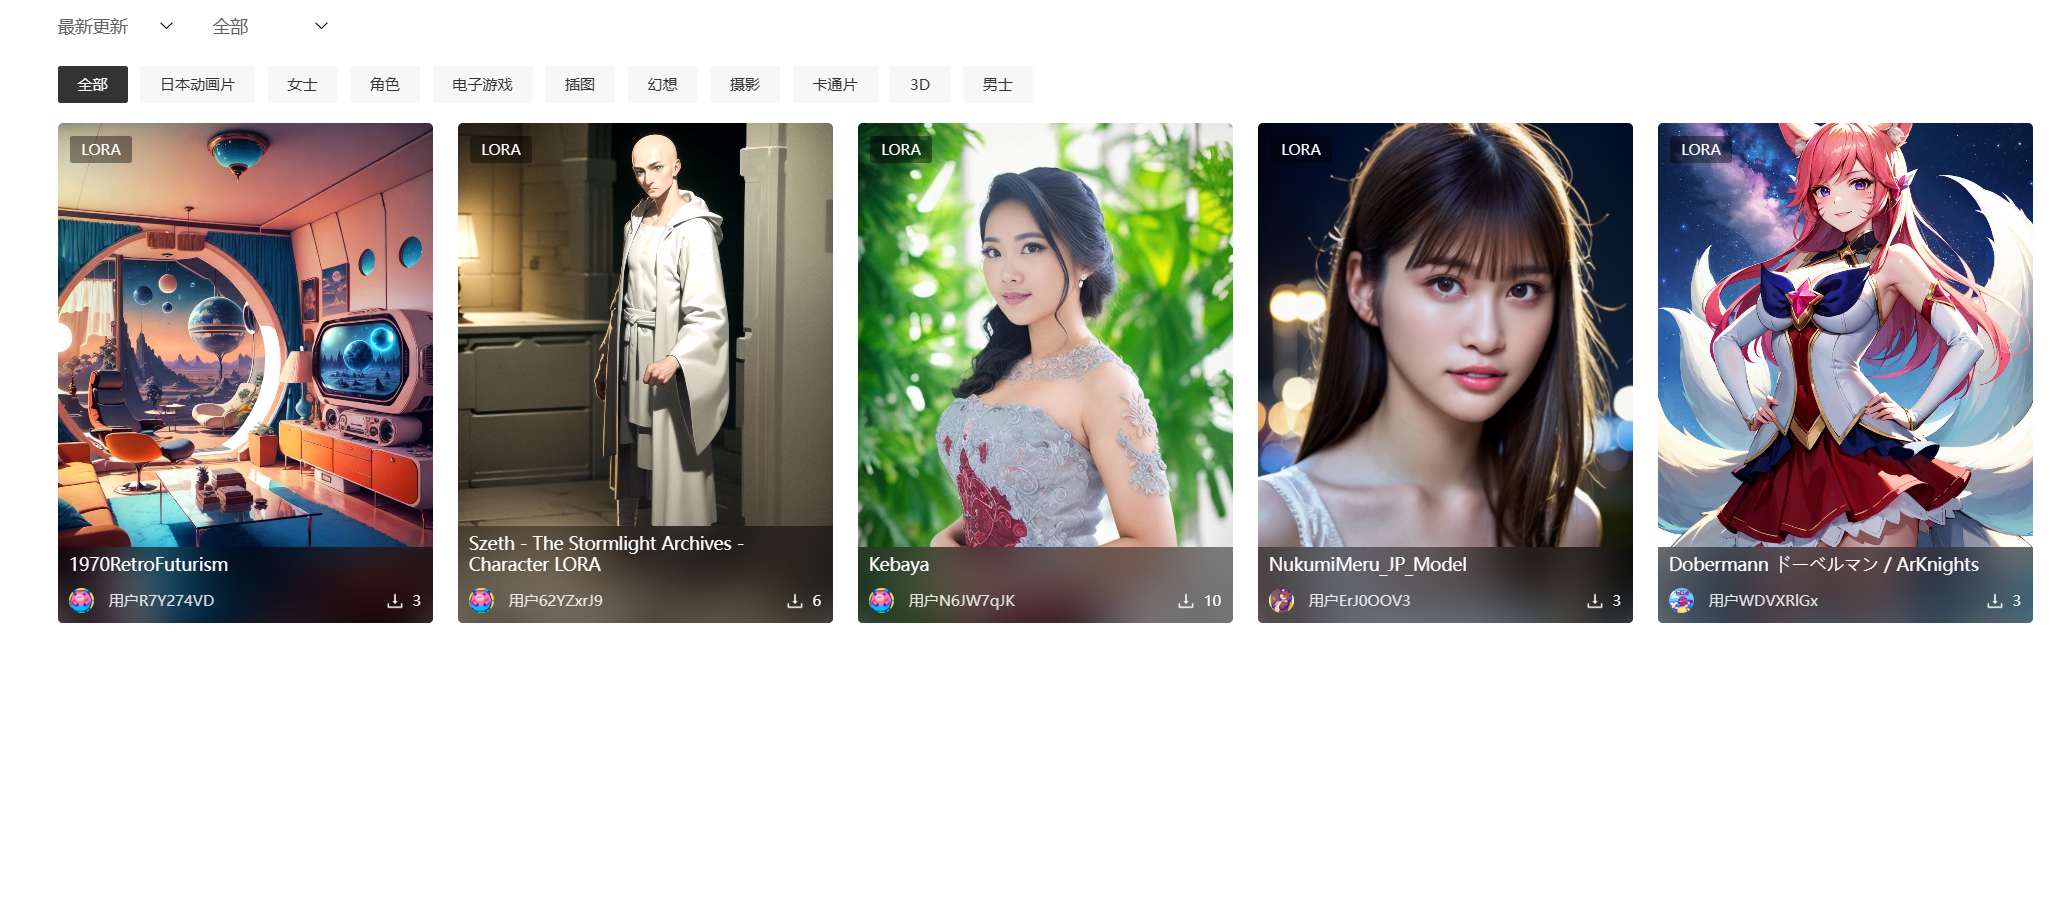 最新更新
全部
全部
日本动画片
女士
角色
电子游戏
插图
幻想
摄影
卡通片
3D
男士
LORA
1970RetroFuturism
用户R7Y274VD
3
LORA
Szeth - The Stormlight Archives -
Character LORA
用户62YZxrJ9
6
LORA
Kebaya
用户N6JW7qJK
10
LORA
NukumiMeru_JP_Model
用户ErJ0OOV3
3
LORA
Dobermann ドーベルマン / ArKnights
用户WDVXRlGx
3